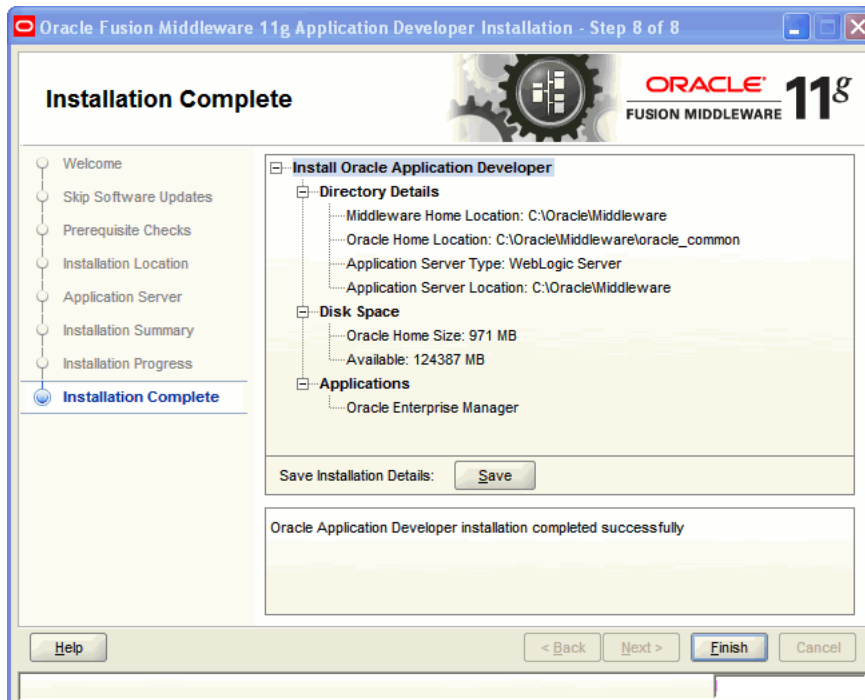 Oracle Fusion Middleware 11g Application Developer Installation - Step 8 of 8
Installation Complete
ORACLE
FUSION MIDDLEWARE 11g
Welcome
Skip Software Updates
Prerequisite Checks
Installation Location
Application Server
Installation Summary
Installation Progress
Installation Complete
Install Oracle Application Developer
Directory Details
Middleware Home Location: C:\Oracle\Middleware
Oracle Home Location: C:\Oracle\Middleware\oracle_common
Application Server Type: WebLogic Server
Application Server Location: C:\Oracle\Middleware
Disk Space
Oracle Home Size: 971 MB
Available: 124387 MB
Applications
Oracle Enterprise Manager
Save Installation Details: Save
Oracle Application Developer installation completed successfully
Help < Back Next > Finish Cancel